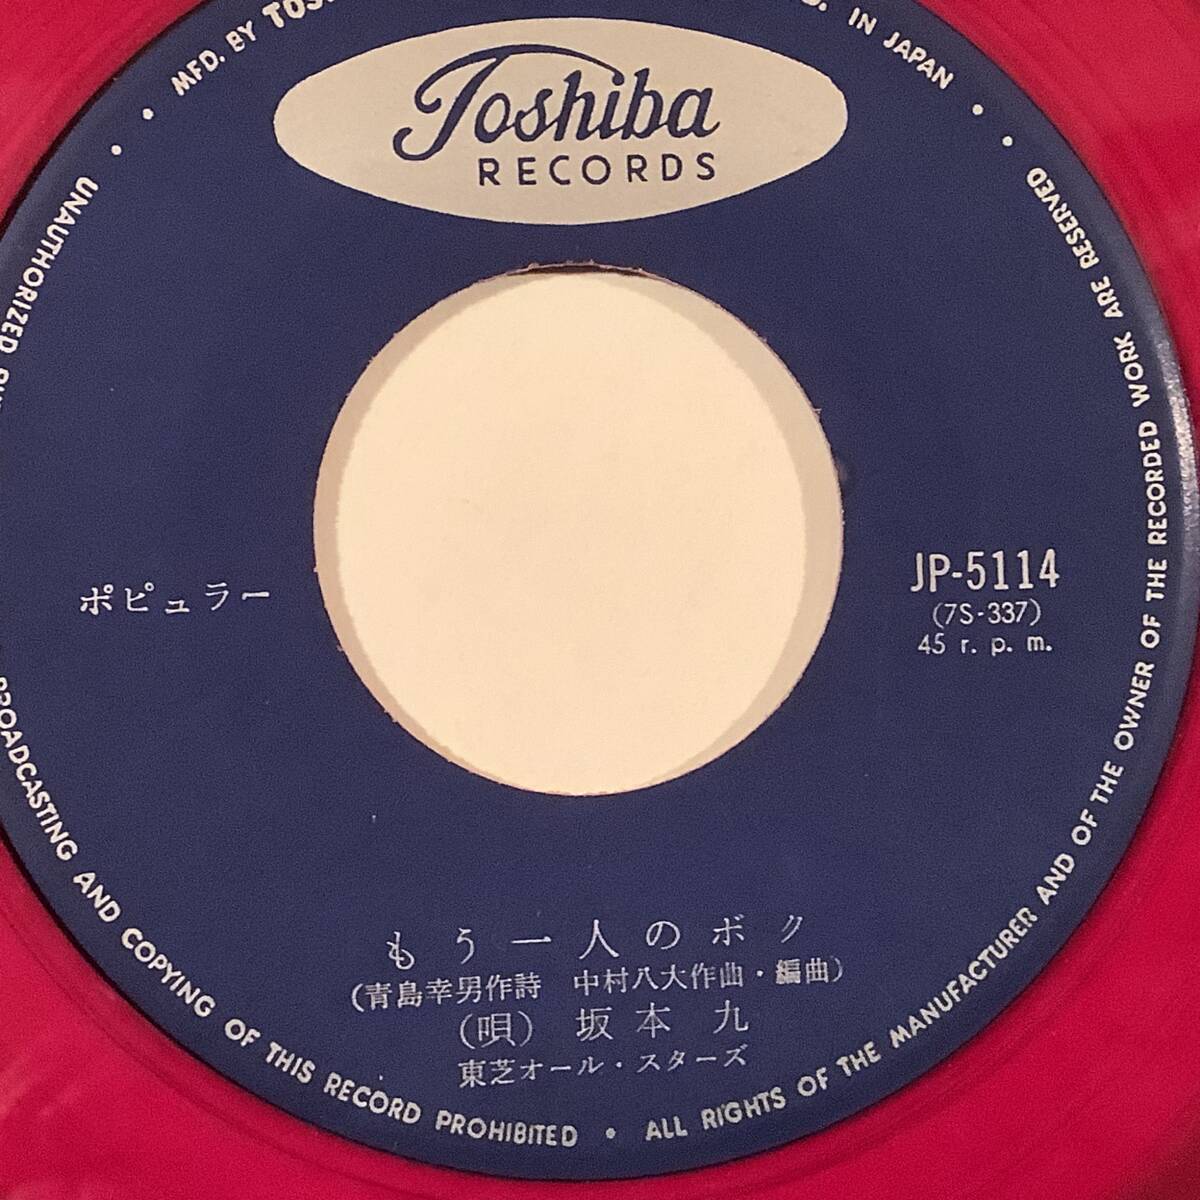 MFD. BY
IN JAPAN
Toshiba
RECORDS
ポピュラー
JP-5114
(7S-337)
45 r. p. m.
もう一人のボク
(青島幸男作詩 中村八大作曲・編曲)
(唄) 坂本 九
東芝オール・スターズ
• UNAUTHORIZED
BROADCASTING AND COPYING OF THIS RECORD PROHIBITED • ALL RIGHTS OF THE MANUFACTURER AND OF THE OWNER OF THE RECORDED WORK ARE RESERVED •